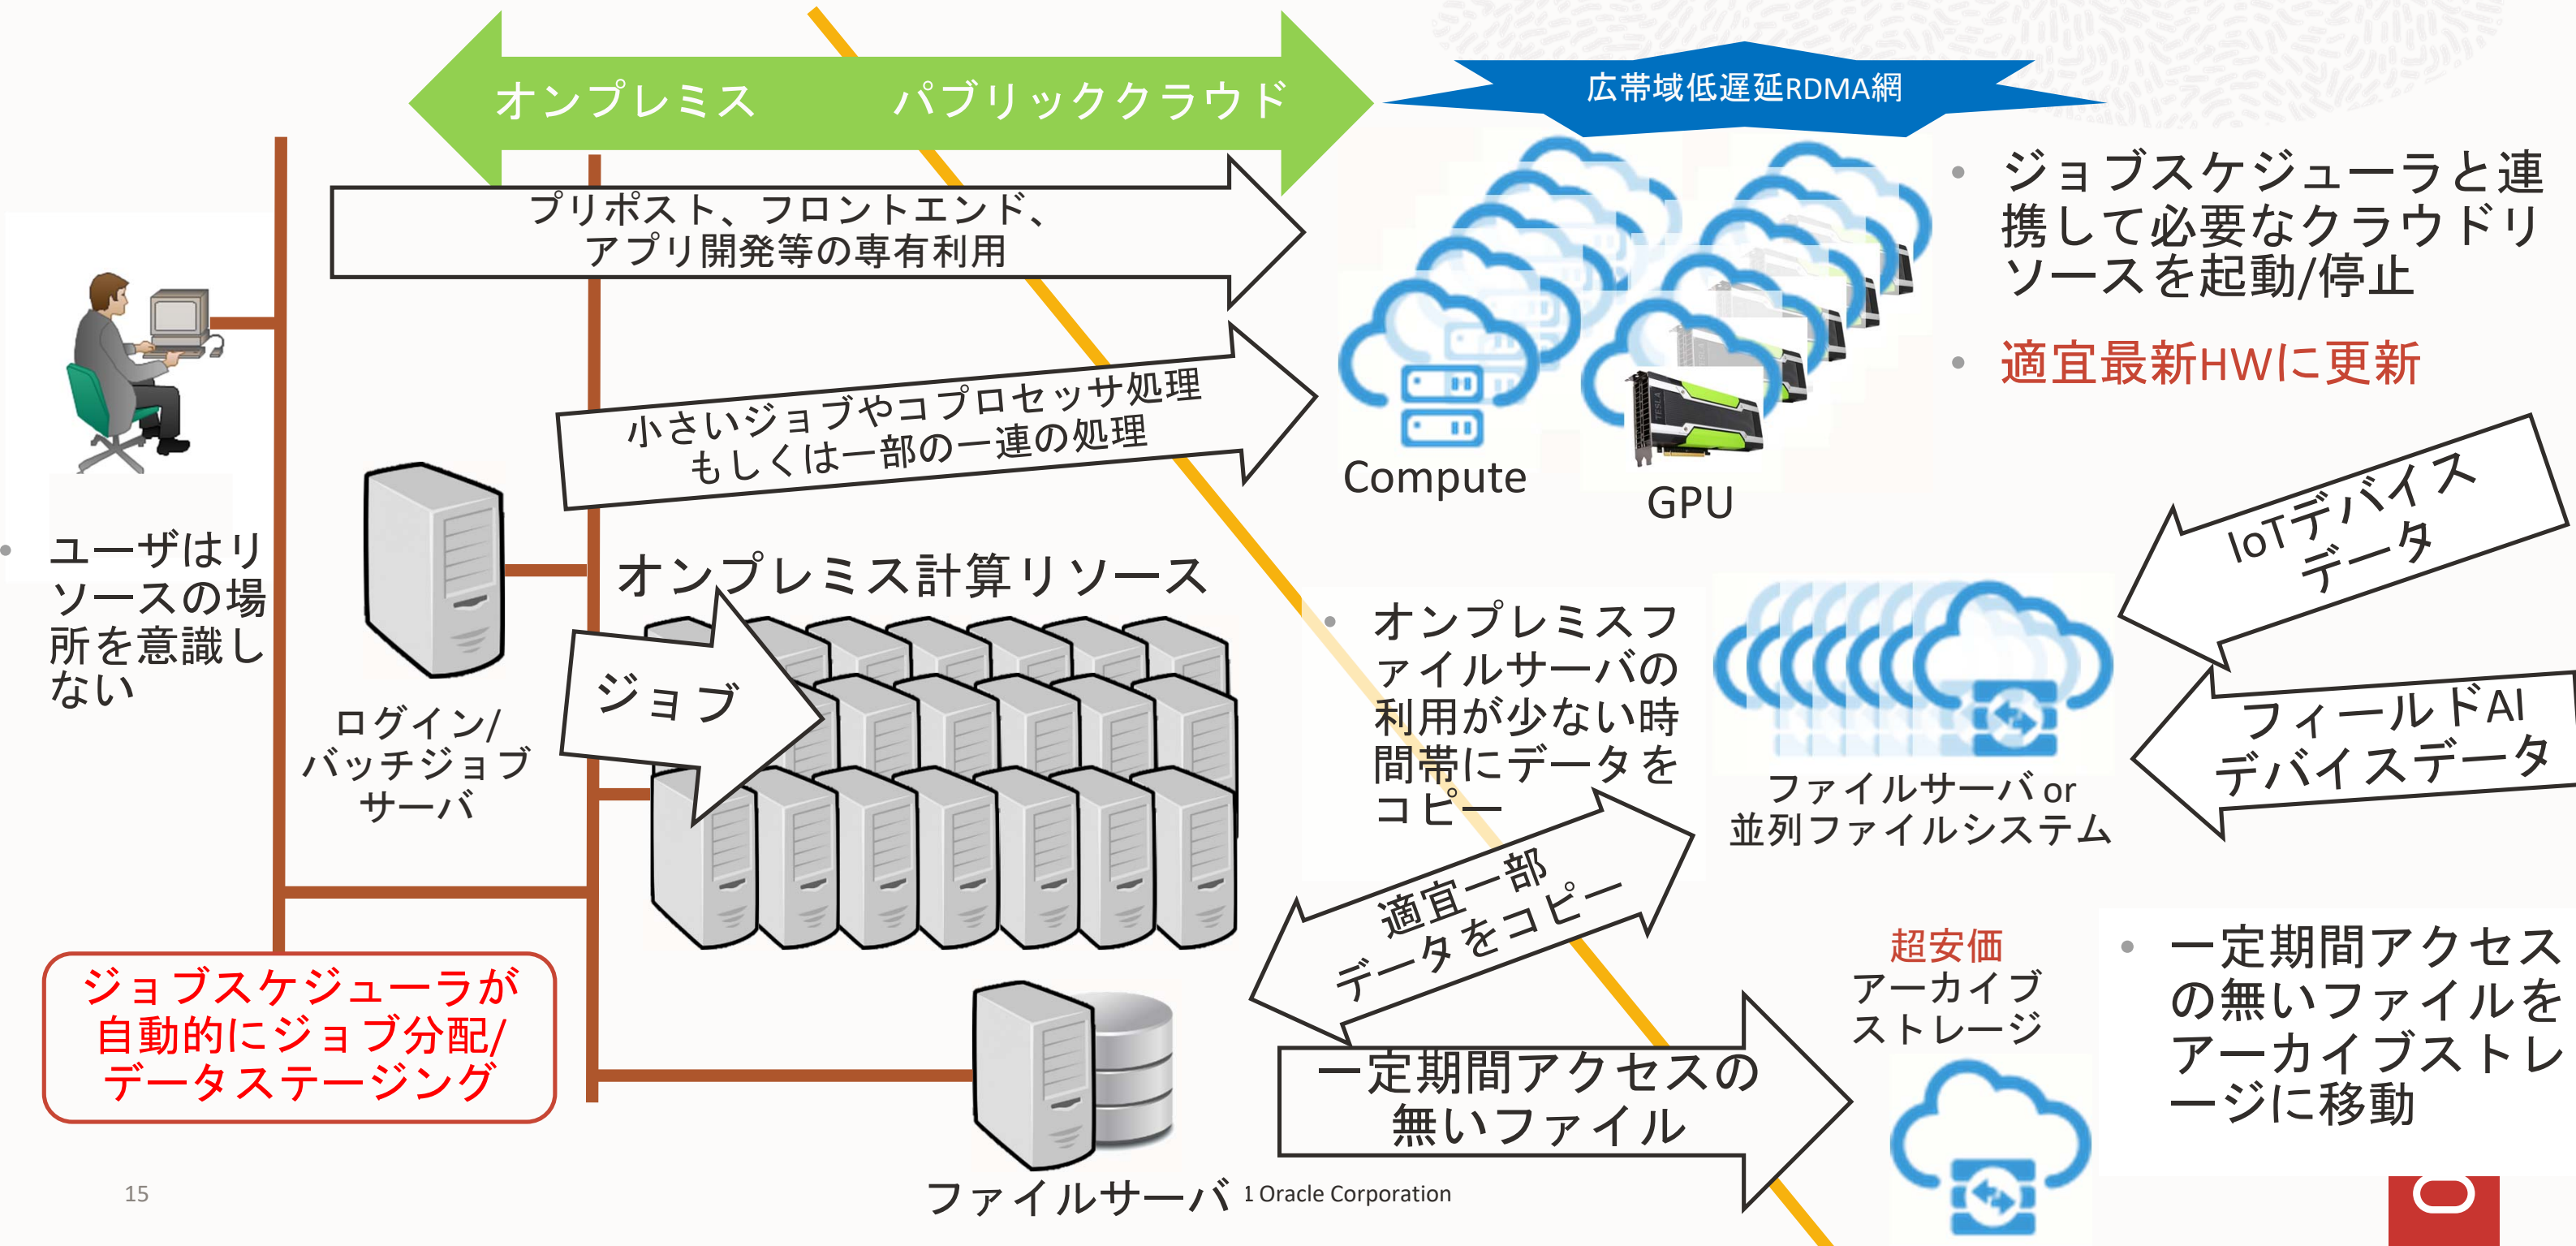 オンプレミス
パブリッククラウド
広帯域低遅延RDMA網
プリポスト、フロントエンド、
アプリ開発等の専有利用
• ジョブスケジューラと連
携して必要なクラウドリ
ソースを起動/停止
• 適宜最新HWに更新
小さいジョブやコプロセッサ処理
もしくは一部の一連の処理
TESLA
Compute
GPU
• ユーザはリ
ソースの場
所を意識し
ない
ログイン/
バッチジョブ
サーバ
オンプレミス計算リソース
ジョブ
• オンプレミスフ
ァイルサーバの
利用が少ない時
間帯にデータを
コピー
IoTデバイス
データ
フィールドAI
デバイスデータ
ファイルサーバ or
並列ファイルシステム
適宜一部
データをコピー
超安価
アーカイブ
ストレージ
• 一定期間アクセス
の無いファイルを
アーカイブストレ
ージに移動
ジョブスケジューラが
自動的にジョブ分配/
データステージング
一定期間アクセスの
無いファイル
ファイルサーバ
15
1 Oracle Corporation